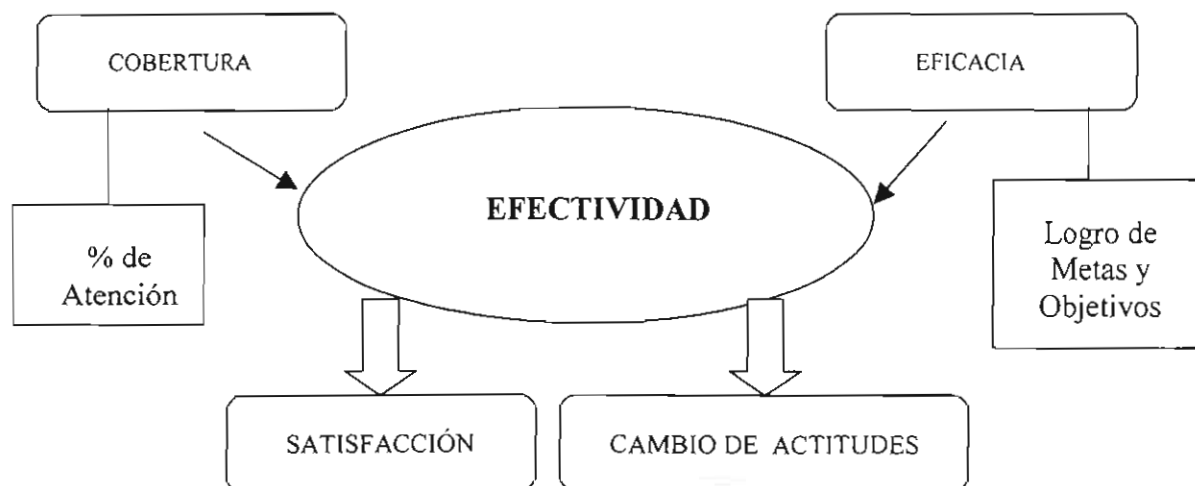 COBERTURA
EFICACIA
EFECTIVIDAD
% de
Atención
Logro de
Metas y
Objetivos
SATISFACCIÓN
CAMBIO DE ACTITUDES